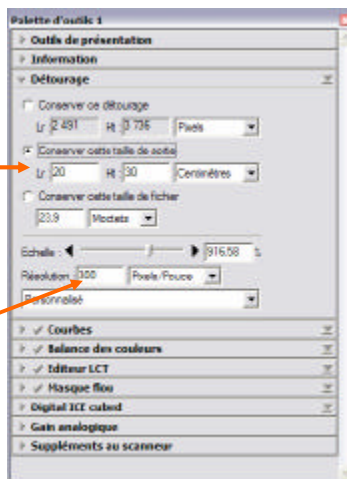 Palette d'outils 1
Outils de présentation
Information
Détourage
Conserver ce détourage
Lr 2 491 Ht 3 736 Pixels
Conserver cette taille de sortie
Lr 20 Ht 30 Centimètres
Conserver cette taille de fichier
23.9 Moctets
Echelle : 916.58 %
Résolution 300 Pixels/Pouce
Personnalisé
Courbes
Balance des couleurs
Editeur LCT
Masque flou
Digital ICE cubed
Gain analogique
Suppléments au scanneur